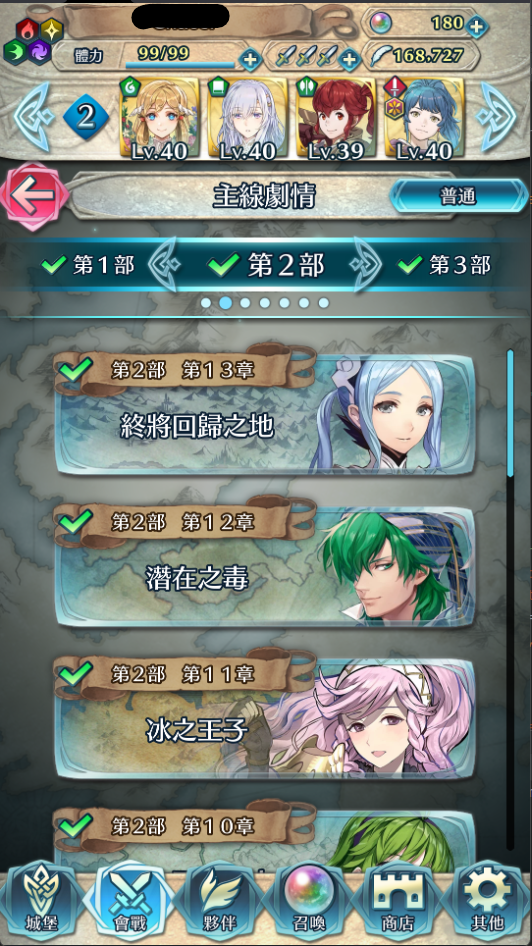 180
體力 99/99
168,727
2
Lv.40 Lv.40 Lv.39 Lv.40
主線劇情
普通
第1部 第2部 第3部
第2部 第13章
終將回歸之地
第2部 第12章
潛在之毒
第2部 第11章
冰之王子
第2部 第10章
城堡 會戰 夥伴 召喚 商店 其他